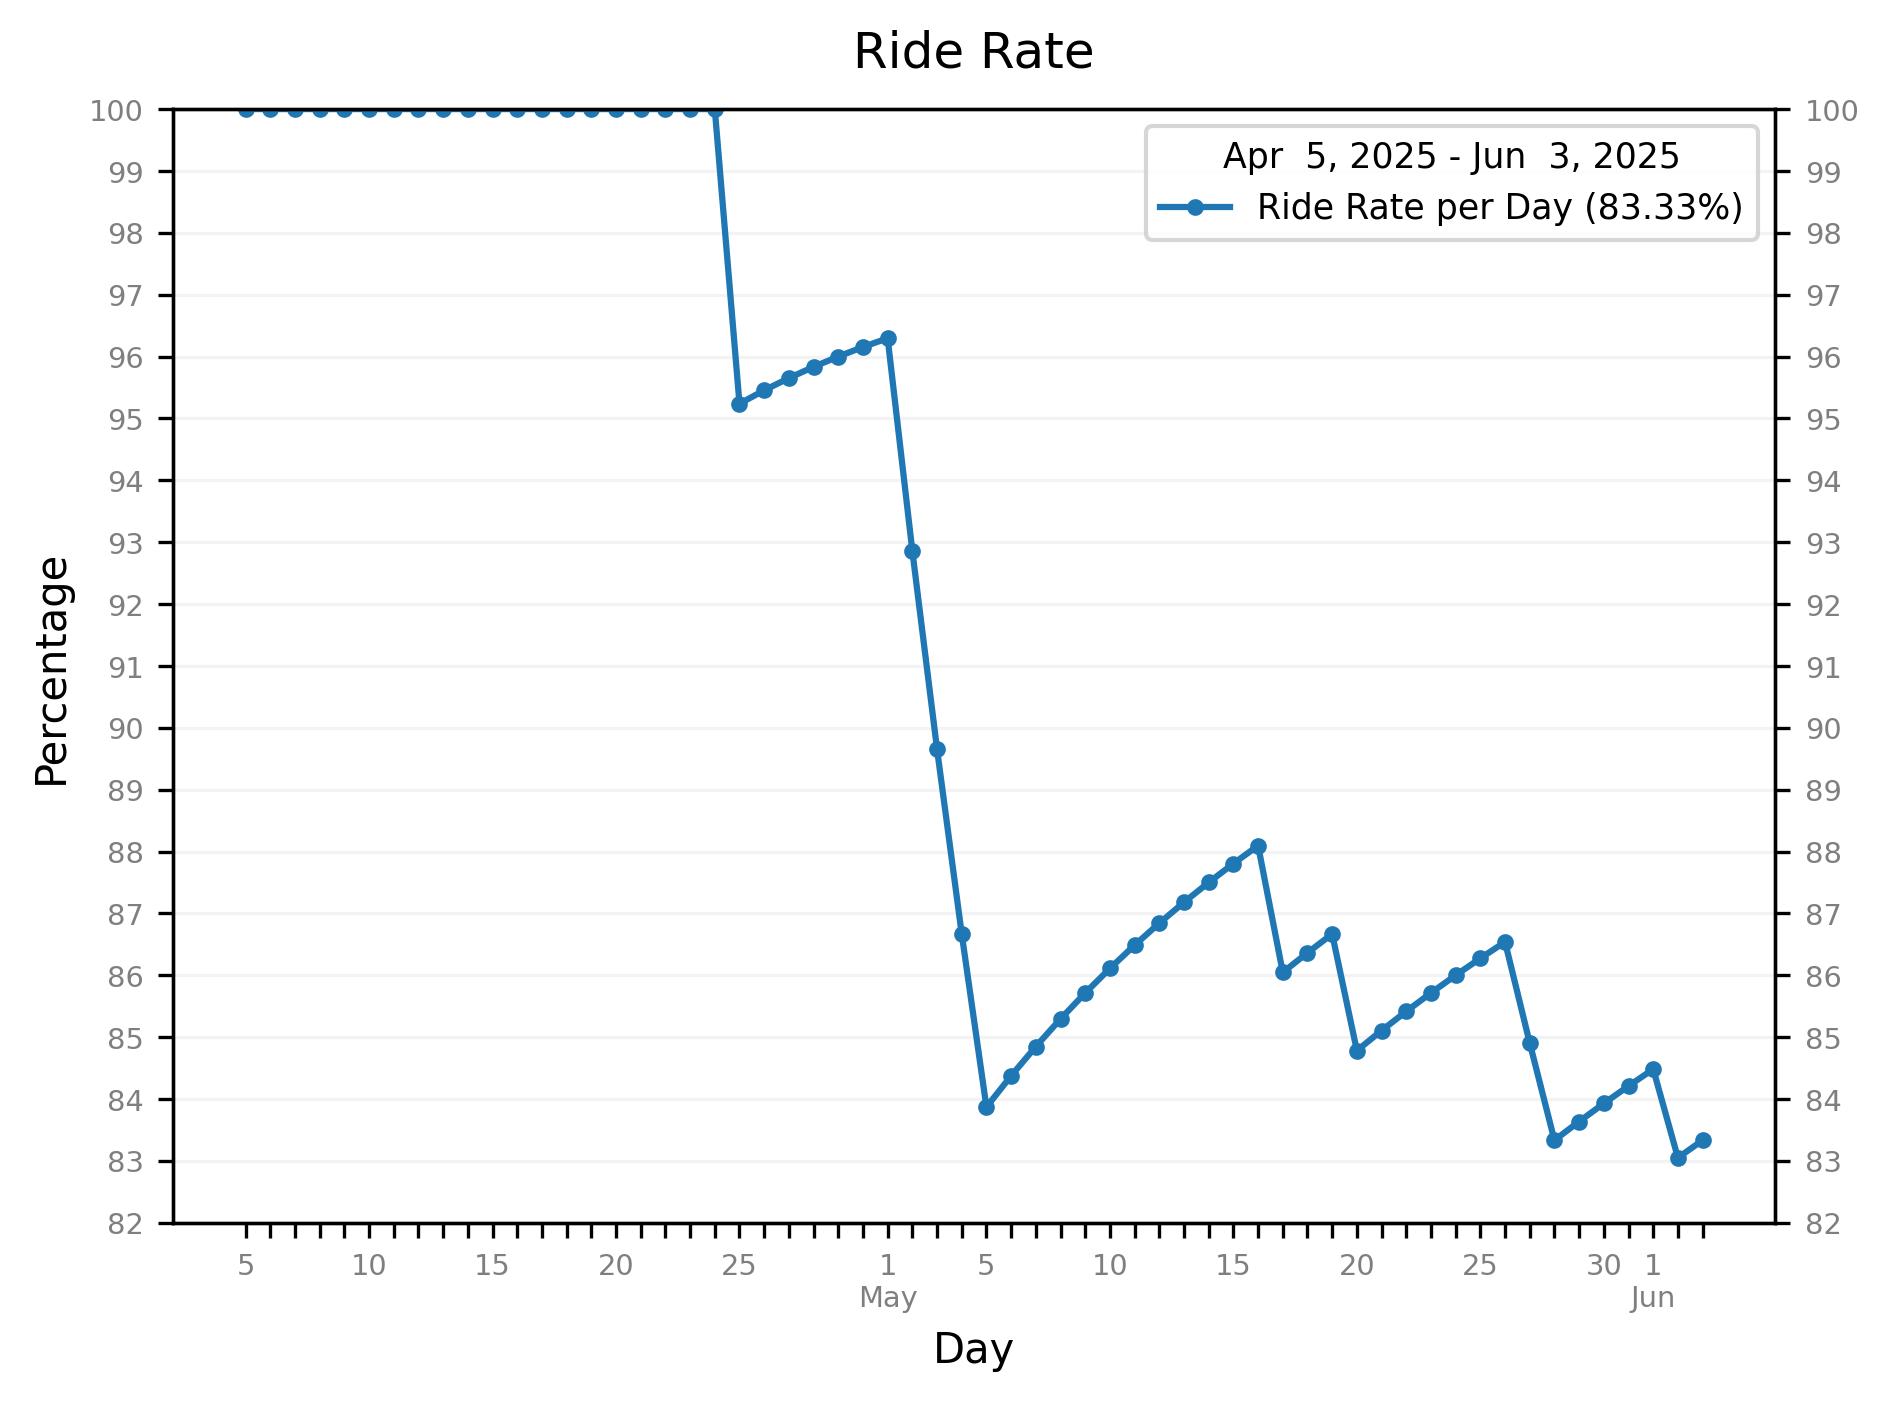 Ride Rate
Apr  5, 2025 - Jun  3, 2025
Ride Rate per Day (83.33%)
100 100
99 99
98 98
97 97
96 96
95 95
94 94
93 93
92 92
91 91
90 90
89 89
88 88
87 87
86 86
85 85
84 84
83 83
82 82
Percentage
5 10 15 20 25 1 5 10 15 20 25 30 1
May Jun
Day